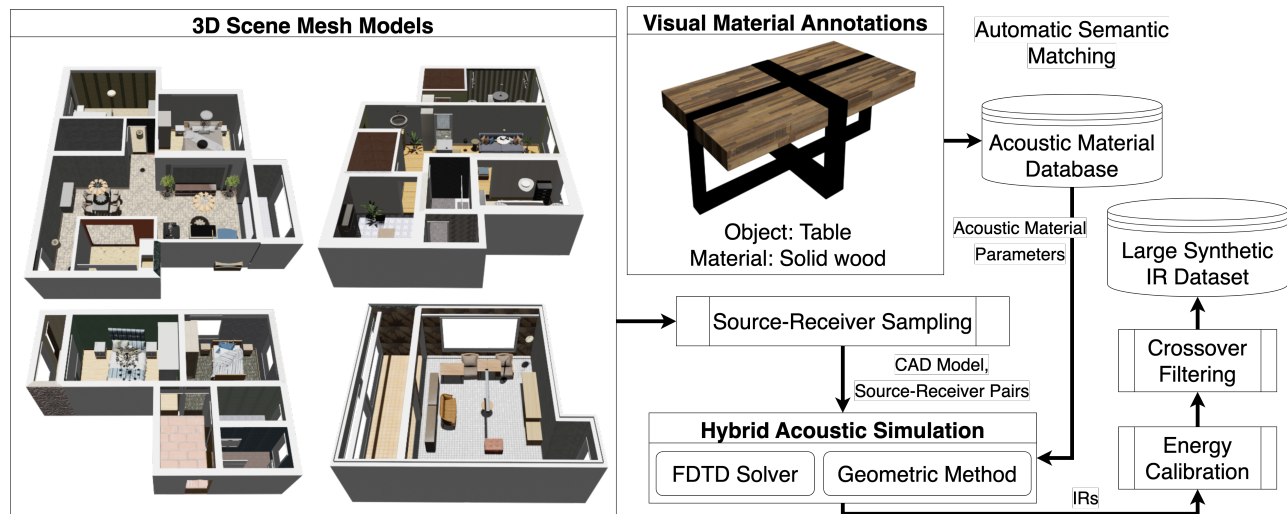 3D Scene Mesh Models
Visual Material Annotations
Object: Table
Material: Solid wood
Automatic Semantic
Matching
Acoustic Material
Database
Acoustic Material
Parameters
Source-Receiver Sampling
CAD Model,
Source-Receiver Pairs
Hybrid Acoustic Simulation
FDTD Solver
Geometric Method
IRs
Energy
Calibration
Crossover
Filtering
Large Synthetic
IR Dataset